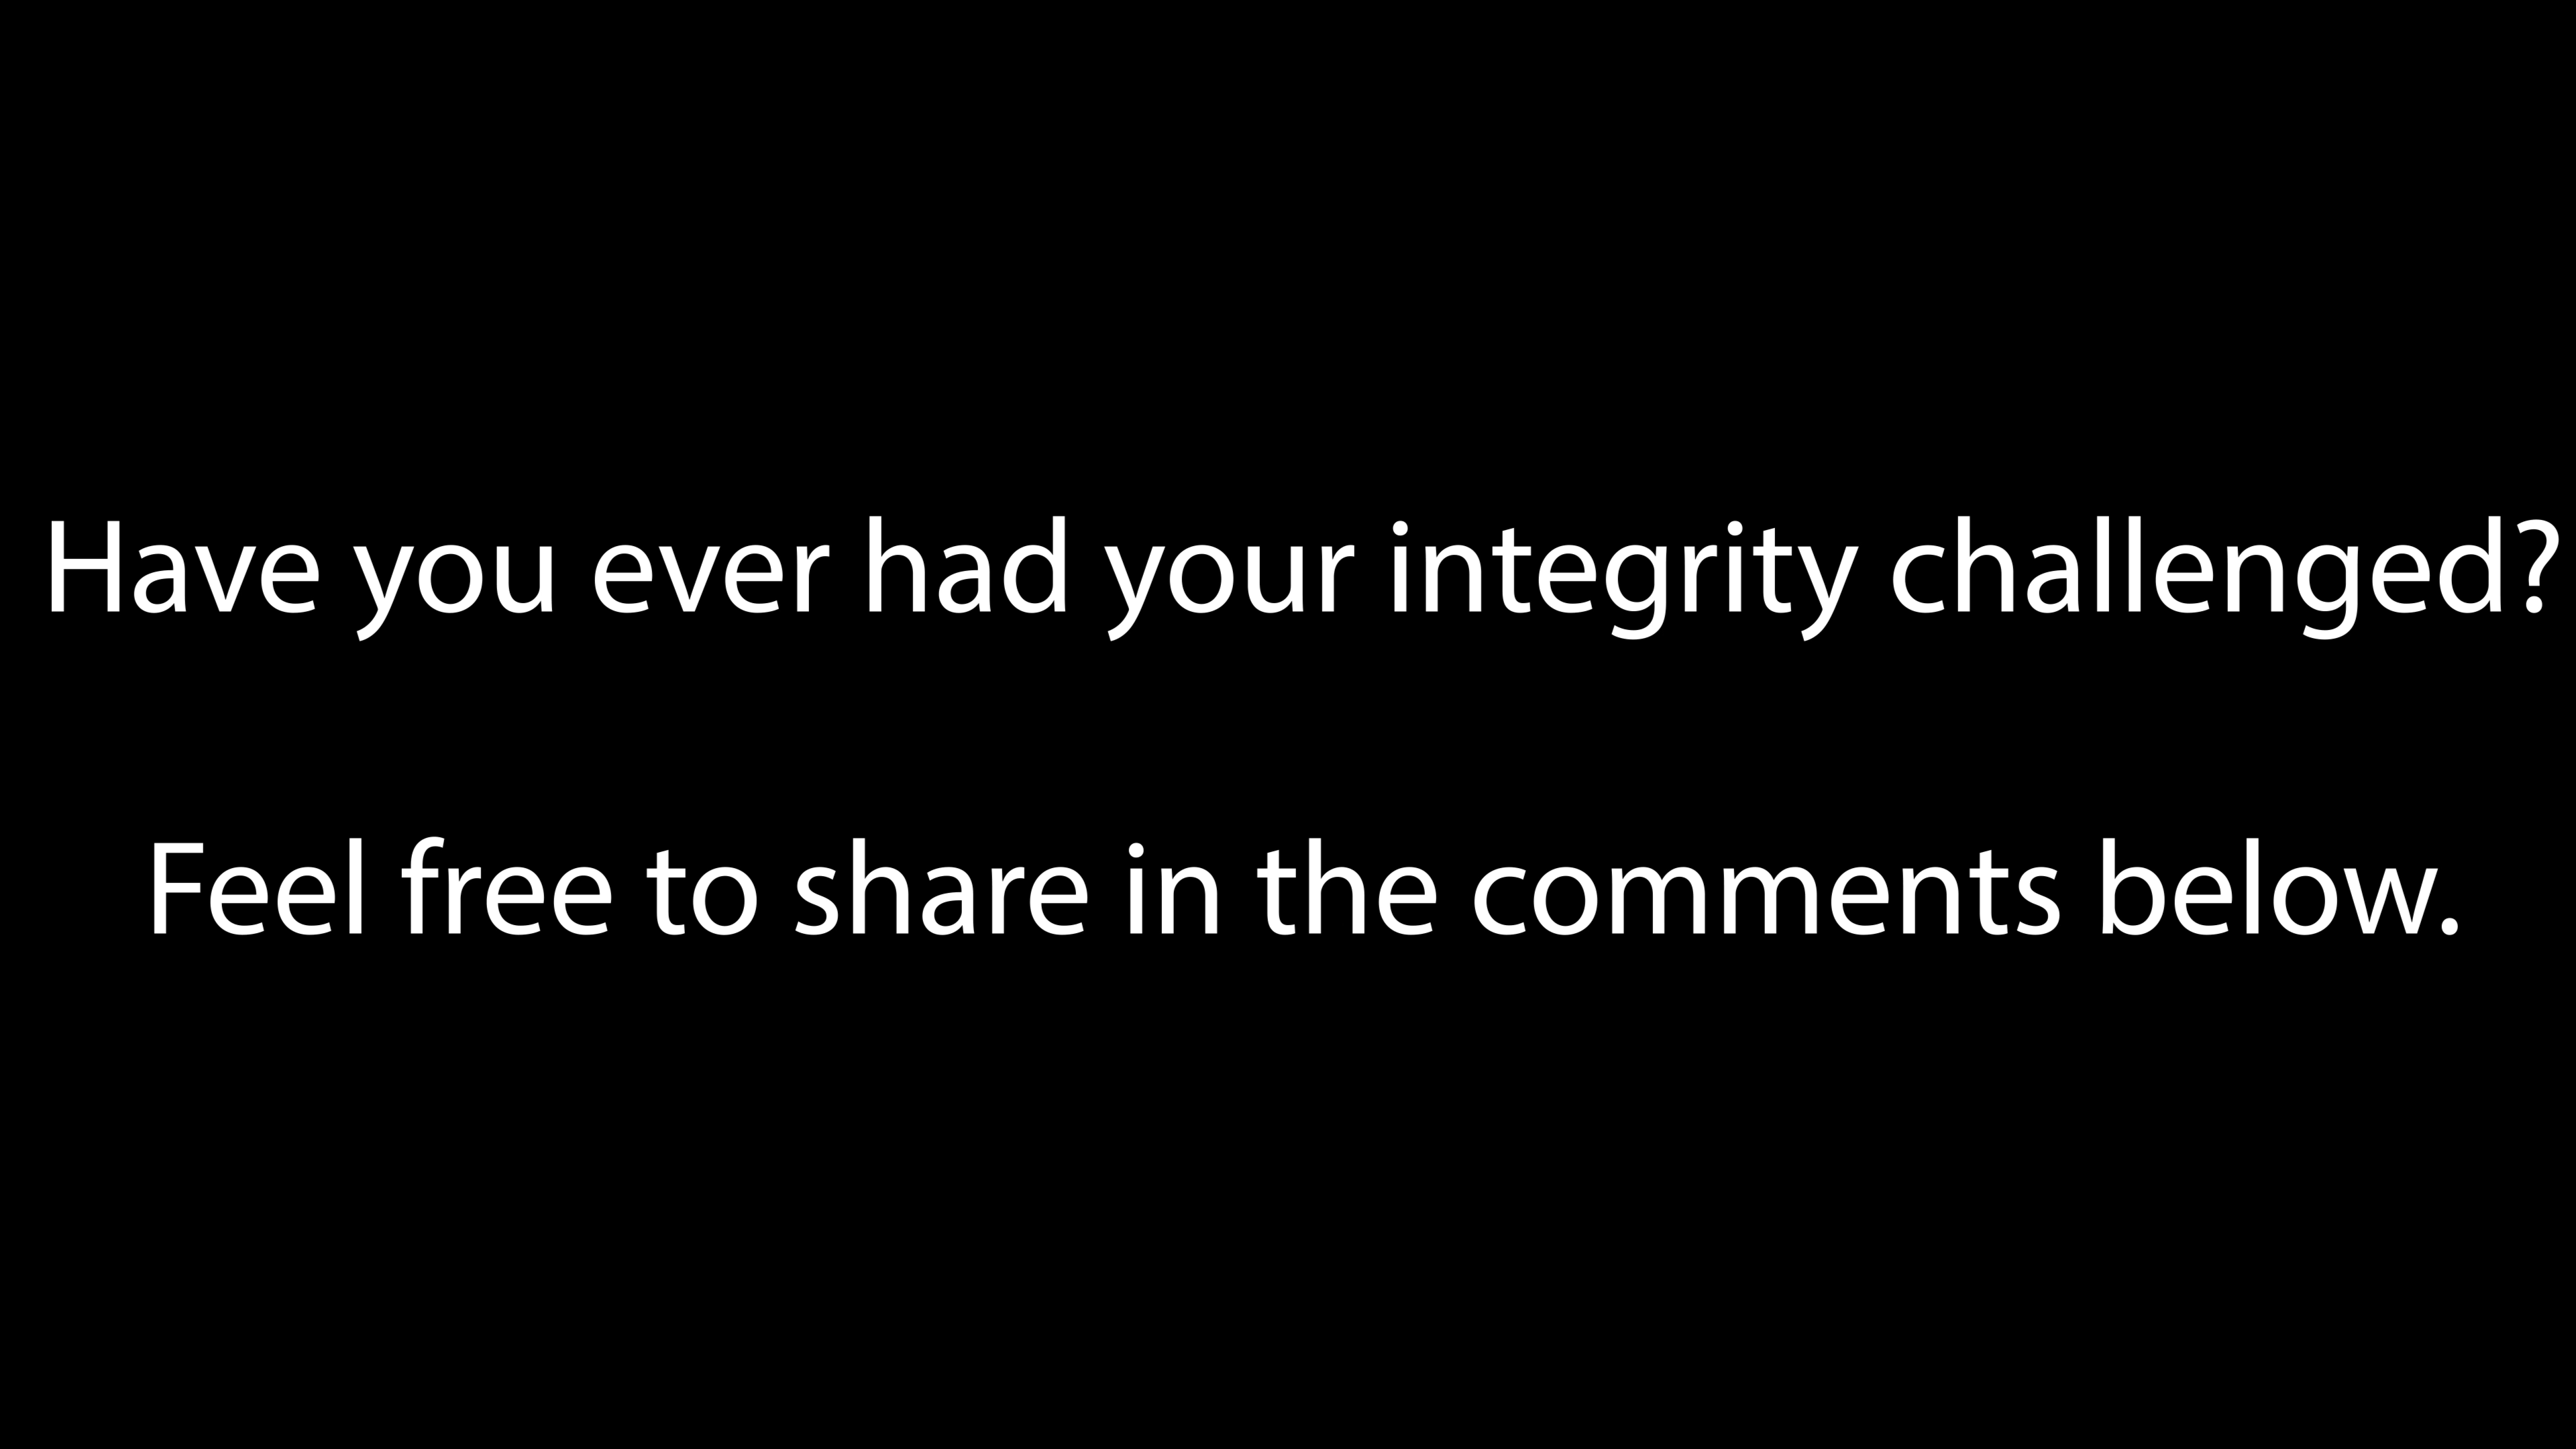 Have you ever had your integrity challenged?
Feel free to share in the comments below.